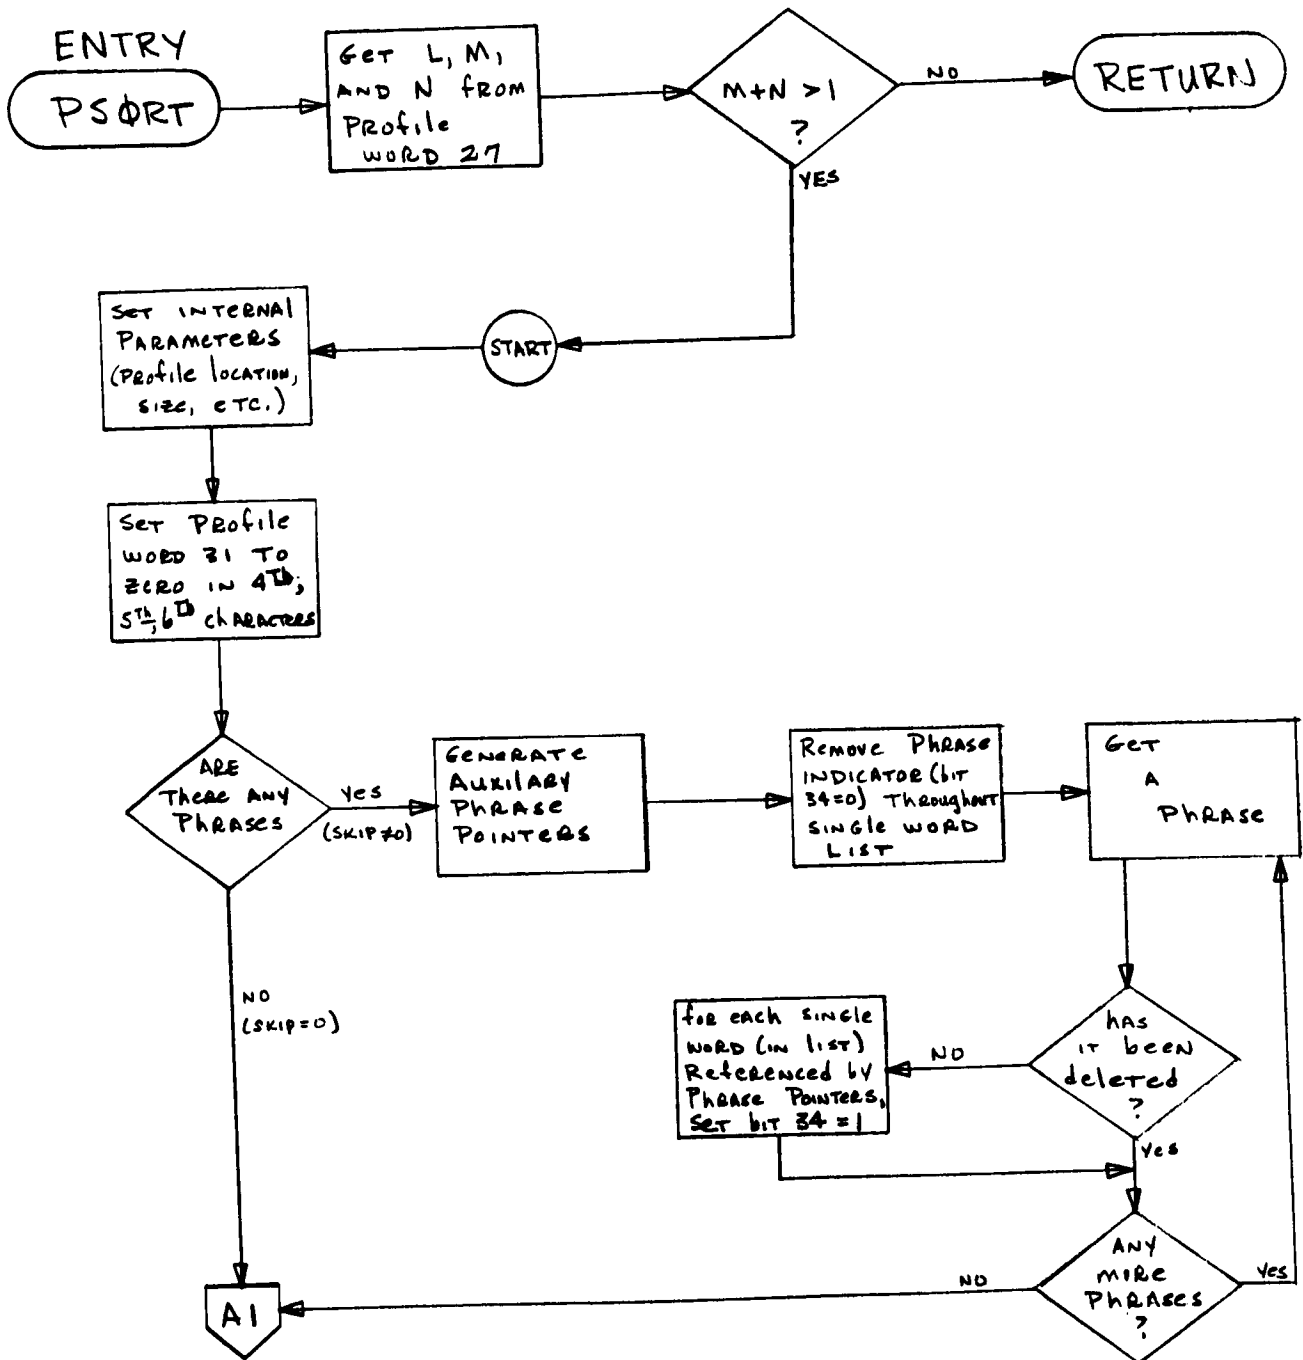 ENTRY
PSØRT
GET L, M,
AND N FROM
PROFILE
WORD 27
M+N >1
?
NO
RETURN
YES
START
SET INTERNAL
PARAMETERS
(PROFILE LOCATION,
SIZE, ETC.)
SET PROFILE
WORD 31 TO
ZERO IN 4Th,
5Th, 6Th CHARACTERS
ARE
THERE ANY
PHRASES
YES
(SKIP≠0)
GENERATE
AUXILARY
PHRASE
POINTERS
REMOVE PHRASE
INDICATOR (bit
34=0) THROUGHOUT
SINGLE WORD
LIST
GET
A
PHRASE
NO
(SKIP=0)
FOR EACH SINGLE
WORD (IN LIST)
REFERENCED by
PHRASE POINTERS,
SET bIT 34=1
NO
hAS
IT bEEN
dELETED
?
YES
ANY
MORE
PHRASES
?
YES
NO
A1